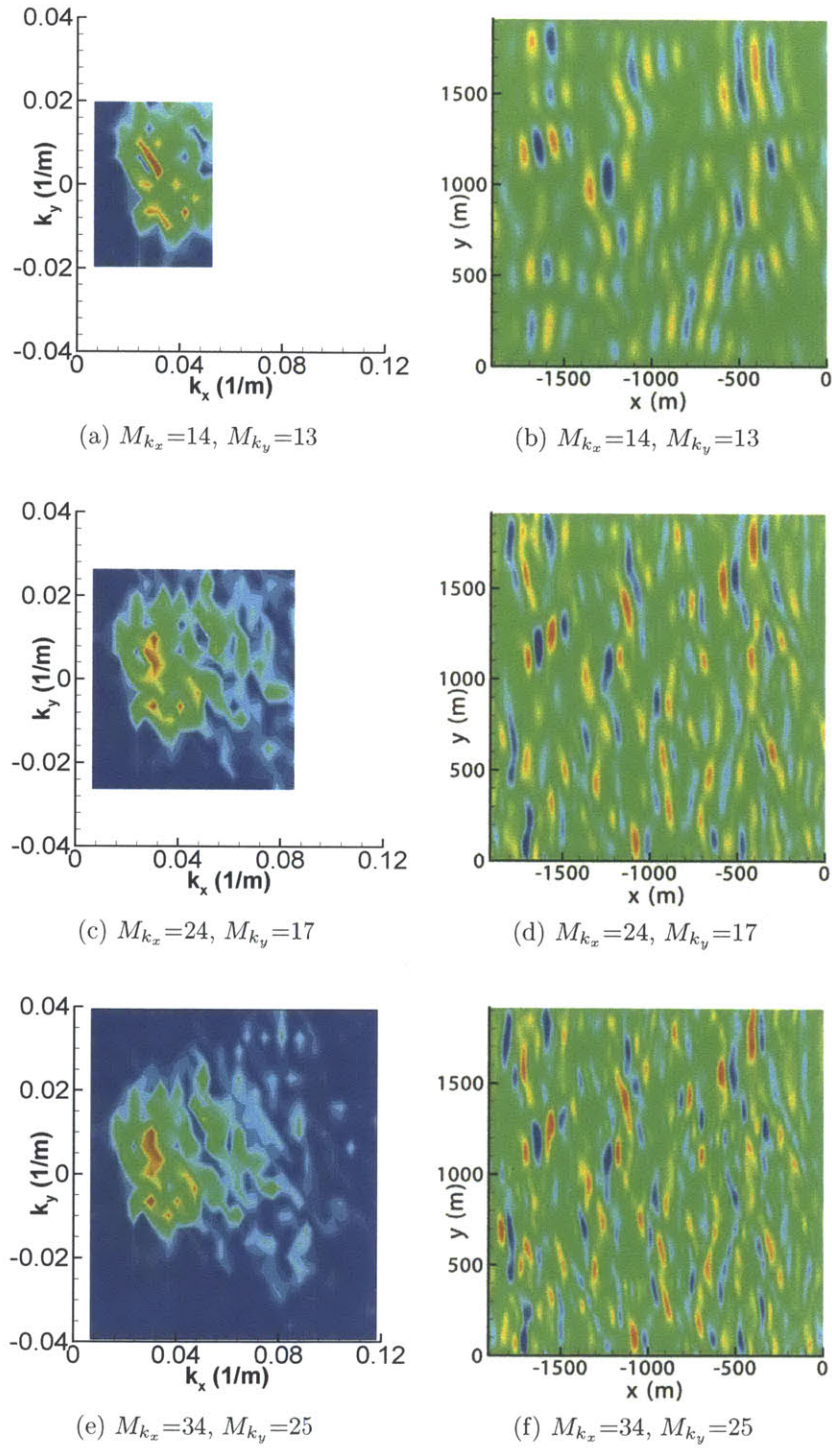 0.04
0.02
0
-0.02
-0.04
k_y (1/m)
0.04
0.08
0.12
k_x (1/m)
1500
1000
500
0
y (m)
-1500
-1000
-500
0
x (m)
(a) M_{k_x}=14, M_{k_y}=13
(b) M_{k_x}=14, M_{k_y}=13
0.04
0.02
0
-0.02
-0.04
k_y (1/m)
0
0.04
0.08
0.12
k_x (1/m)
1500
1000
500
0
y (m)
-1500
-1000
-500
0
x (m)
(c) M_{k_x}=24, M_{k_y}=17
(d) M_{k_x}=24, M_{k_y}=17
0.04
0.02
0
-0.02
-0.04
k_y (1/m)
0
0.04
0.08
0.12
k_x (1/m)
1500
1000
500
0
y (m)
-1500
-1000
-500
0
x (m)
(e) M_{k_x}=34, M_{k_y}=25
(f) M_{k_x}=34, M_{k_y}=25